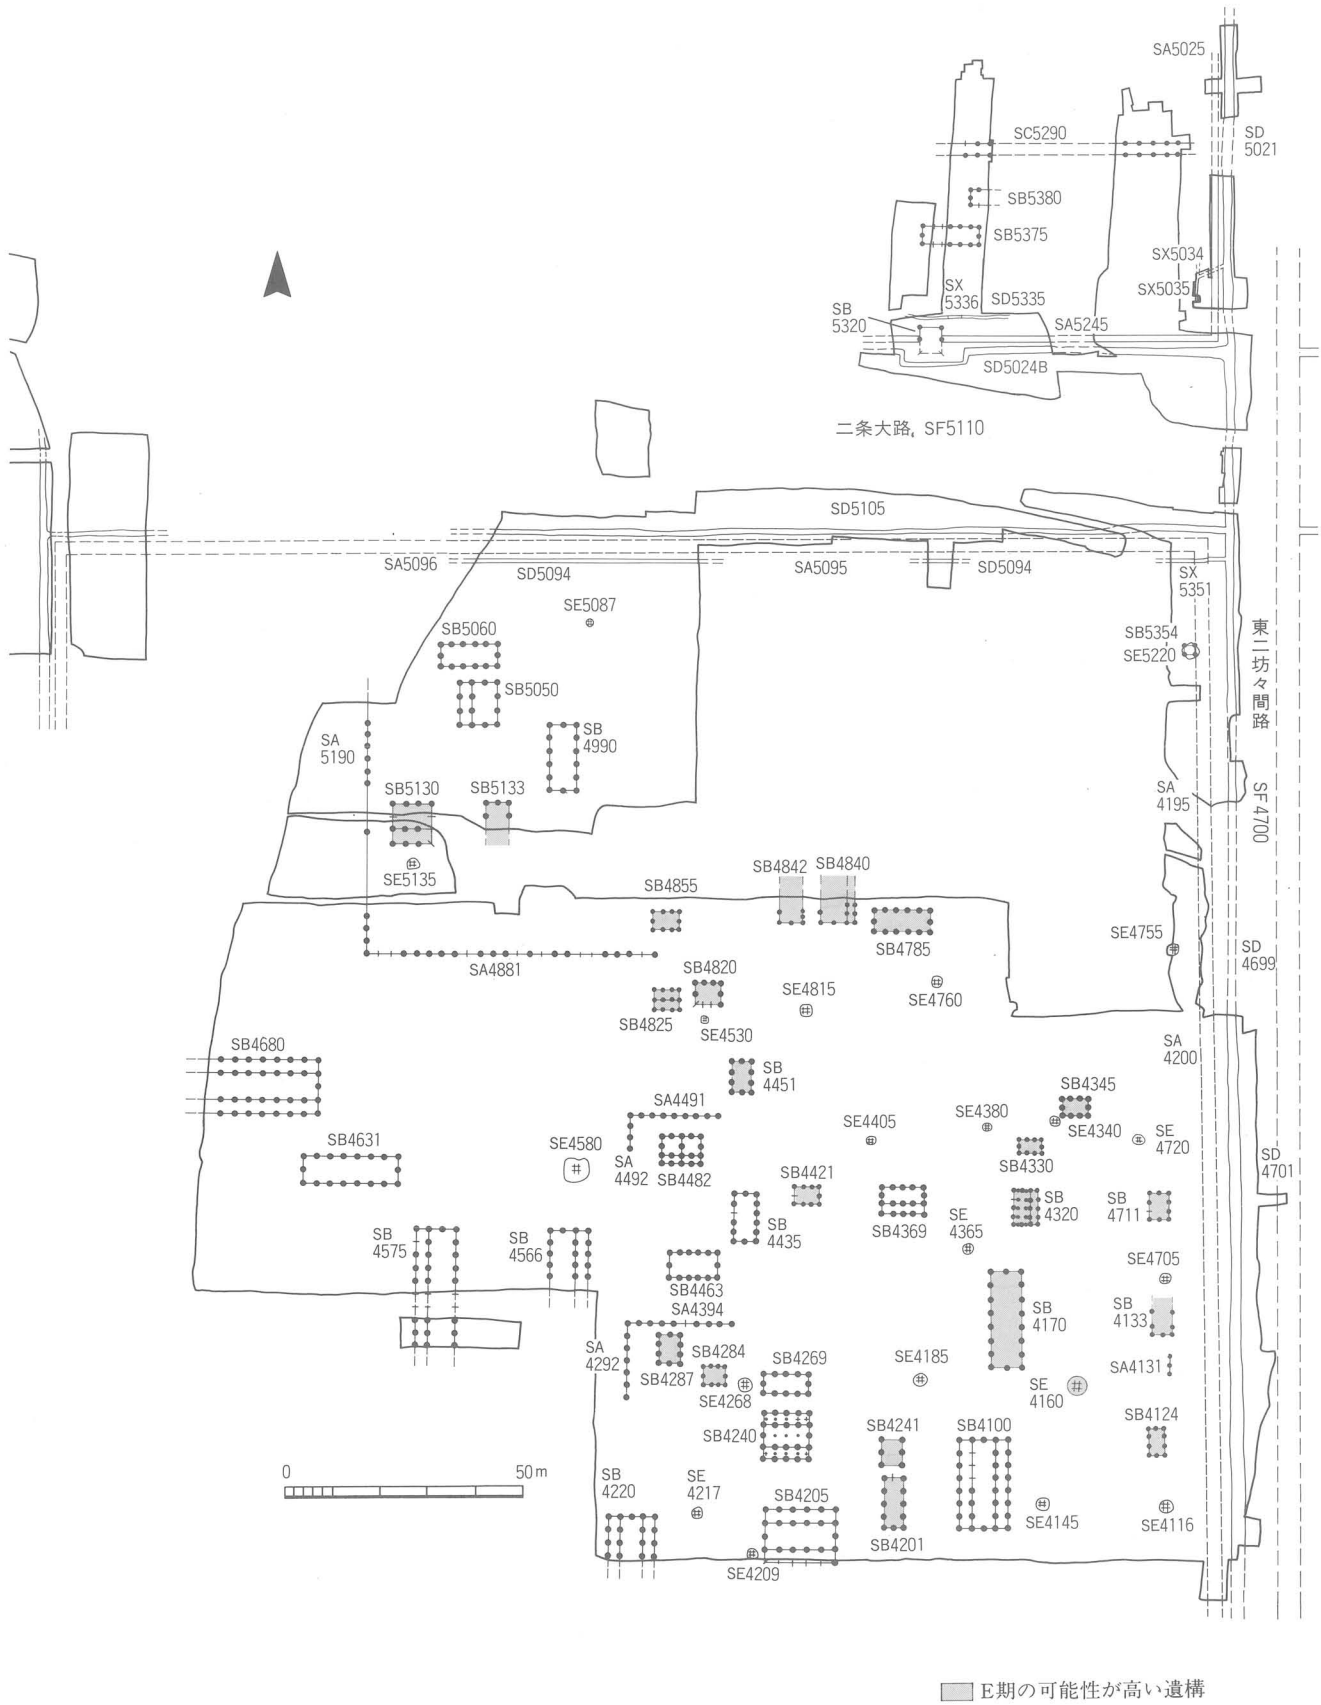 SA5025
SC5290
SD
5021
SB5380
SB5375
SX5034
SX5035
SX
5336
SD5335
SB
5320
SA5245
SD5024B
二条大路, SF5110
SD5105
SA5096
SD5094
SA5095
SD5094
SX
5351
SE5087
SB5060
SB5354
SE5220
東二坊々間路 SF4700
SB5050
SB
4990
SA
5190
SB5130
SB5133
SA
4195
SE5135
SB4855
SB4842
SB4840
SB4785
SE4755
SD
4699
SA4881
SB4820
SE4815
SE4760
SB4825
SE4530
SB4680
SA
4200
SB
4451
SB4345
SA4491
SE4405
SE4380
SE4340
SE
4720
SB4631
SE4580
SA
4492
SB4482
SB4330
SD
4701
SB4421
SB
4435
SB4369
SE
4365
SB
4320
SB
4711
SB
4575
SB
4566
SE4705
SB4463
SA4394
SB
4170
SB
4133
SA
4292
SB4284
SB4269
SE4185
SA4131
SB4287
SE4268
SE
4160
SB4240
SB4241
SB4100
SB4124
0 50m
SB
4220
SE
4217
SB4205
SE4145
SE4116
SB4201
SE4209
E期の可能性が高い遺構